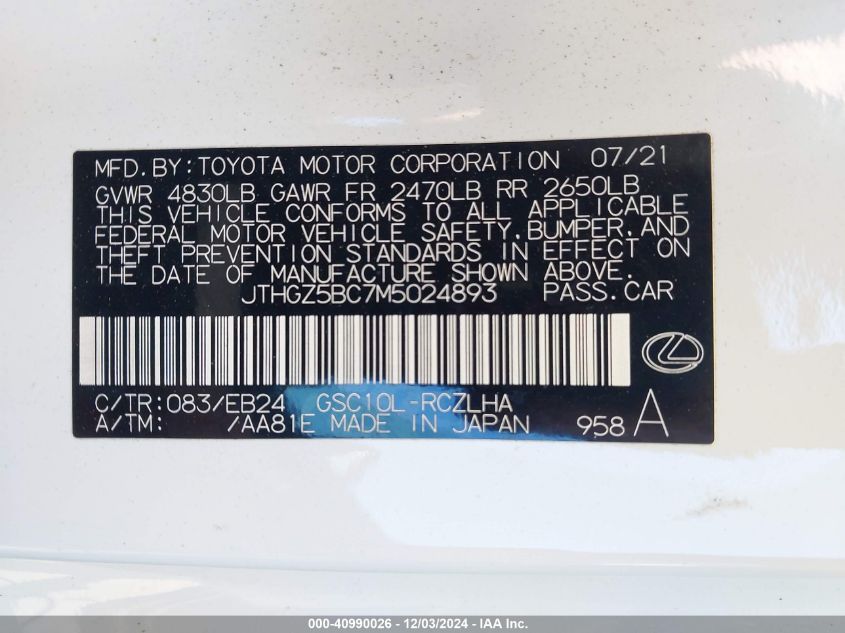 MFD.BY:TOYOTA MOTOR CORPORATION 07/21
GVWR 4830LB GAWR FR 2470LB RR 2650LB
THIS VEHICLE CONFORMS TO ALL APPLICABLE
FEDERAL MOTOR VEHICLE SAFETY,BUMPER,AND
THEFT PREVENTION STANDARDS IN EFFECT ON
THE DATE OF MANUFACTURE SHOWN ABOVE.
JTHGZ5BC7M5024893 PASS.CAR
C/TR:083/EB24 GSC10L-RCZLHA
A/TM: /AA81E MADE IN JAPAN 958 A
000-40990026 - 12/03/2024 - IAA Inc.